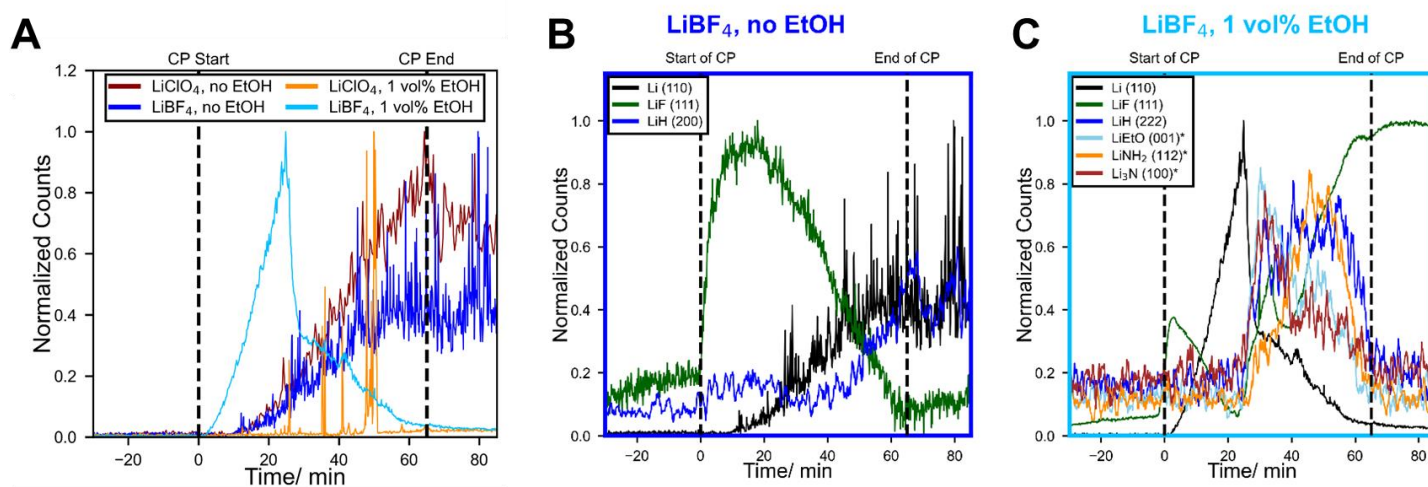 A
CP Start
CP End
LiClO₄, no EtOH
LiClO₄, 1 vol% EtOH
LiBF₄, no EtOH
LiBF₄, 1 vol% EtOH
Normalized Counts
1.2
1.0
0.8
0.6
0.4
0.2
0.0
−20
0
20
40
60
80
Time/ min
B
LiBF₄, no EtOH
Start of CP
End of CP
Li (110)
LiF (111)
LiH (200)
Normalized Counts
1.0
0.8
0.6
0.4
0.2
0.0
−20
0
20
40
60
80
Time/ min
C
LiBF₄, 1 vol% EtOH
Start of CP
End of CP
Li (110)
LiF (111)
LiH (222)
LiEtO (001)*
LiNH₂ (112)*
Li₃N (100)*
Normalized Counts
1.0
0.8
0.6
0.4
0.2
0.0
−20
0
20
40
60
80
Time/ min